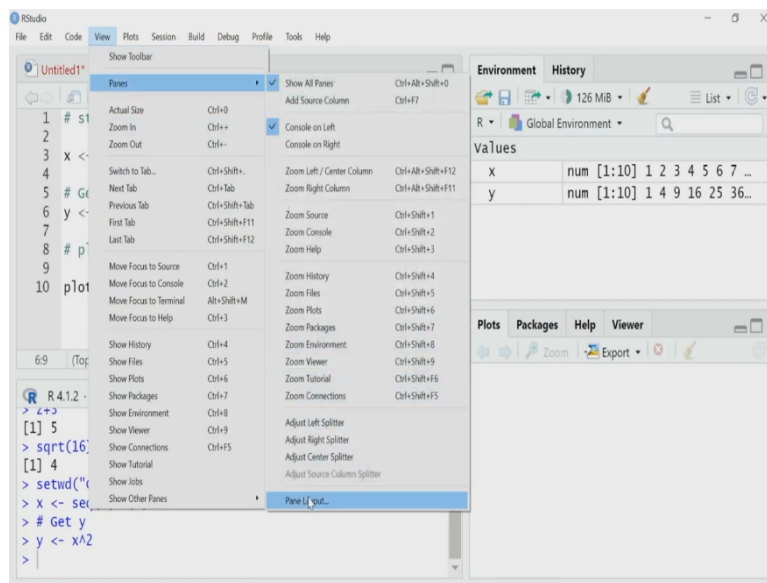 RStudio
File Edit Code View Plots Session Build Debug Profile Tools Help
Untitled1*
1 # st
2
3 x <-
4
5 # Ge
6 y <-
7
8 # p
9
10 plot
6:9 (Top
R 4.1.2 ·
> 2+3
[1] 5
> sqrt(16)
[1] 4
> setwd("
> x <- se
> # Get y
> y <- x^2
>
Show Toolbar
Panes
Actual Size Ctrl+0
Zoom In Ctrl++
Zoom Out Ctrl+-
Switch to Tab... Ctrl+Shift+.
Next Tab Ctrl+Tab
Previous Tab Ctrl+Shift+Tab
First Tab Ctrl+Shift+F11
Last Tab Ctrl+Shift+F12
Move Focus to Source Ctrl+1
Move Focus to Console Ctrl+2
Move Focus to Terminal Alt+Shift+M
Move Focus to Help Ctrl+3
Show History Ctrl+4
Show Files Ctrl+5
Show Plots Ctrl+6
Show Packages Ctrl+7
Show Environment Ctrl+8
Show Viewer Ctrl+9
Show Connections Ctrl+F5
Show Tutorial
Show Jobs
Show Other Panes
Show All Panes Ctrl+Alt+Shift+0
Add Source Column Ctrl+F7
Console on Left
Console on Right
Zoom Left / Center Column Ctrl+Alt+Shift+F12
Zoom Right Column Ctrl+Alt+Shift+F11
Zoom Source Ctrl+Shift+1
Zoom Console Ctrl+Shift+2
Zoom Help Ctrl+Shift+3
Zoom History Ctrl+Shift+4
Zoom Files Ctrl+Shift+5
Zoom Plots Ctrl+Shift+6
Zoom Packages Ctrl+Shift+7
Zoom Environment Ctrl+Shift+8
Zoom Viewer Ctrl+Shift+9
Zoom Tutorial Ctrl+Shift+F6
Zoom Connections Ctrl+Shift+F5
Adjust Left Splitter
Adjust Right Splitter
Adjust Center Splitter
Adjust Source Column Splitter
Pane Layout...
Environment History
126 MiB List
R Global Environment
Values
x num [1:10] 1 2 3 4 5 6 7 …
y num [1:10] 1 4 9 16 25 36…
Plots Packages Help Viewer
Zoom Export